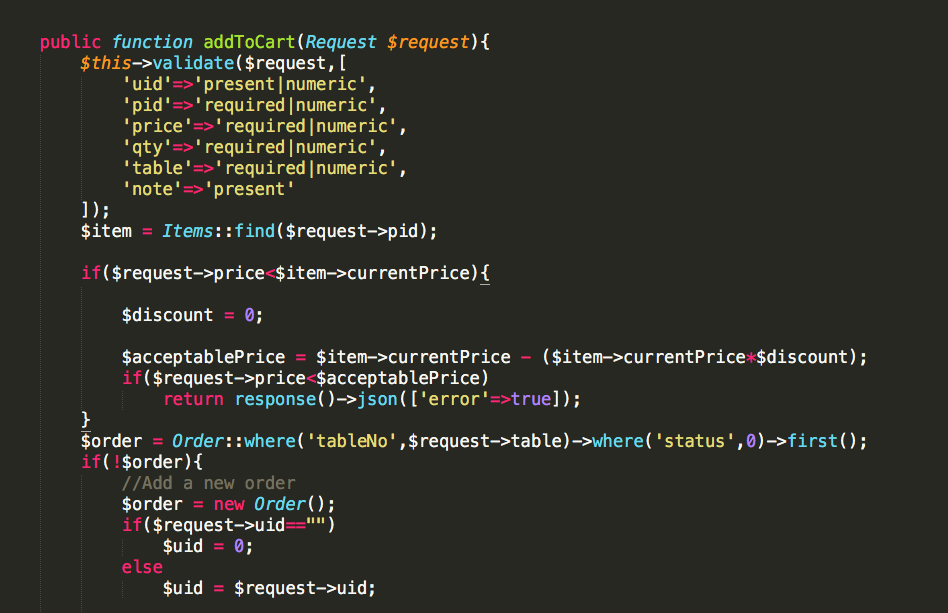 public function addToCart(Request $request){
$this->validate($request,[
'uid'=>'present|numeric',
'pid'=>'required|numeric',
'price'=>'required|numeric',
'qty'=>'required|numeric',
'table'=>'required|numeric',
'note'=>'present'
]);
$item = Items::find($request->pid);
if($request->price<$item->currentPrice){
$discount = 0;
$acceptablePrice = $item->currentPrice - ($item->currentPrice*$discount);
if($request->price<$acceptablePrice)
return response()->json(['error'=>true]);
}
$order = Order::where('tableNo',$request->table)->where('status',0)->first();
if(!$order){
//Add a new order
$order = new Order();
if($request->uid=="")
$uid = 0;
else
$uid = $request->uid;